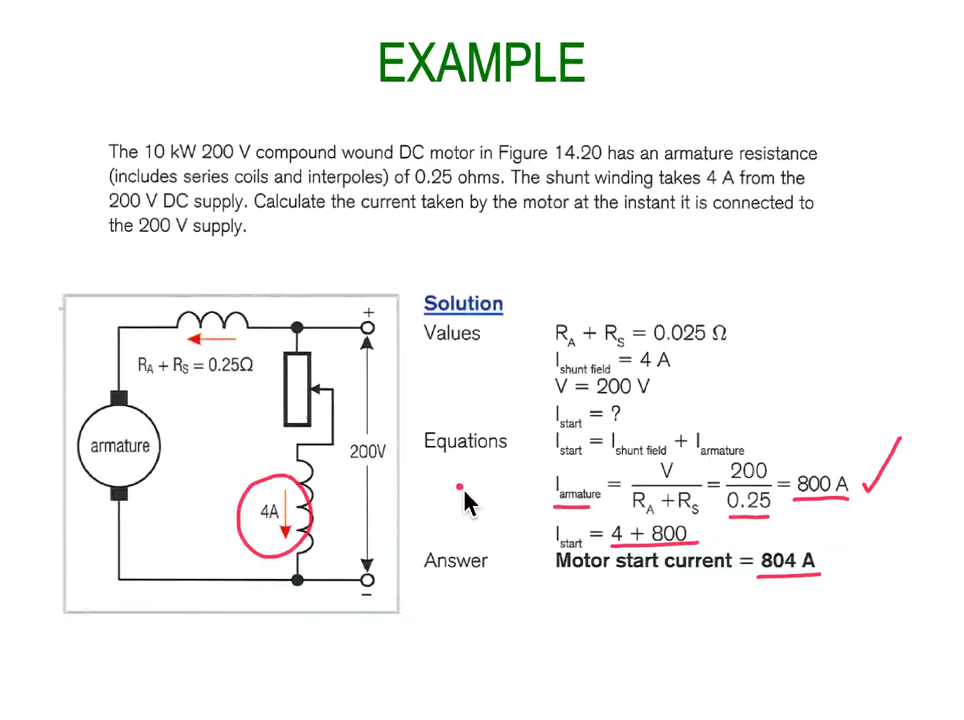 EXAMPLE
The 10 kW 200 V compound wound DC motor in Figure 14.20 has an armature resistance
(includes series coils and interpoles) of 0.25 ohms. The shunt winding takes 4 A from the
200 V DC supply. Calculate the current taken by the motor at the instant it is connected to
the 200 V supply.
+
RA + RS = 0.25Ω
armature
200V
4A
−
Solution
Values RA + RS = 0.025 Ω
Ishunt field = 4 A
V = 200 V
Istart = ?
Equations Istart = Ishunt field + Iarmature
Iarmature = V / RA +RS = 200 / 0.25 = 800 A
Istart = 4 + 800
Answer Motor start current = 804 A